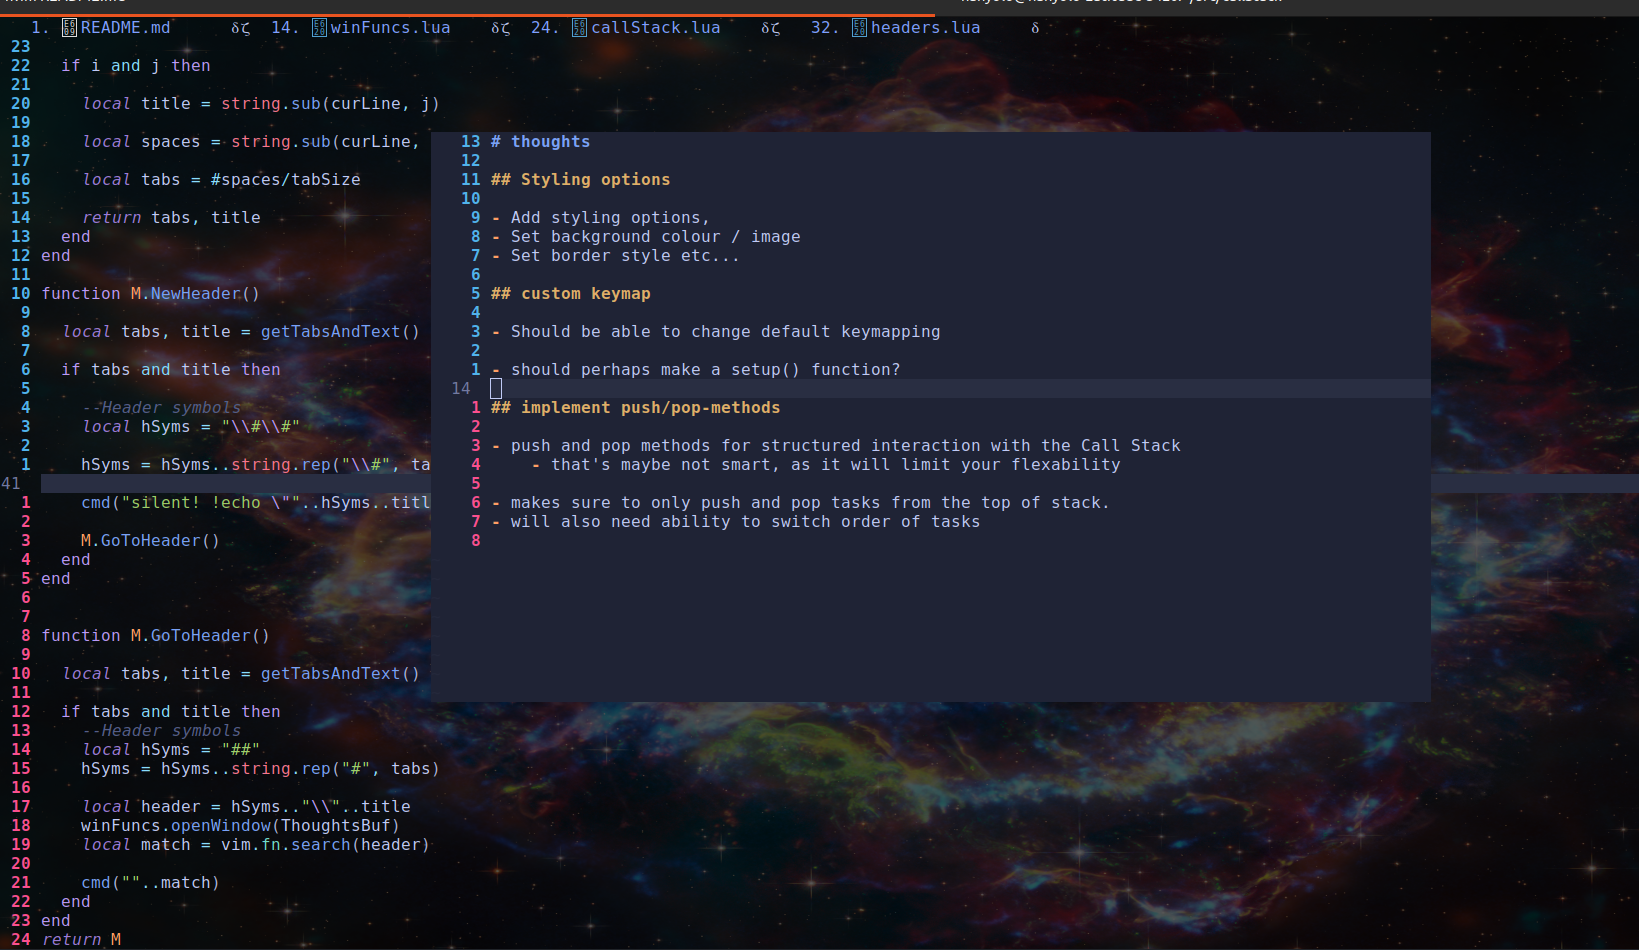 1. README.md δζ 14. winFuncs.lua δζ 24. callStack.lua δζ 32. headers.lua δ
23
22 if i and j then
21
20 local title = string.sub(curLine, j)
19
18 local spaces = string.sub(curLine,
17
16 local tabs = #spaces/tabSize
15
14 return tabs, title
13 end
12 end
11
10 function M.NewHeader()
9
8 local tabs, title = getTabsAndText()
7
6 if tabs and title then
5
4 --Header symbols
3 local hSyms = "\\#\\#"
2
1 hSyms = hSyms..string.rep("\\#", ta
41
1 cmd("silent! !echo \""..hSyms..titl
2
3 M.GoToHeader()
4 end
5 end
6
7
8 function M.GoToHeader()
9
10 local tabs, title = getTabsAndText()
11
12 if tabs and title then
13 --Header symbols
14 local hSyms = "##"
15 hSyms = hSyms..string.rep("#", tabs)
16
17 local header = hSyms.."\\"..title
18 winFuncs.openWindow(ThoughtsBuf)
19 local match = vim.fn.search(header)
20
21 cmd(""..match)
22 end
23 end
24 return M
13 # thoughts
12
11 ## Styling options
10
9 - Add styling options,
8 - Set background colour / image
7 - Set border style etc...
6
5 ## custom keymap
4
3 - Should be able to change default keymapping
2
1 - should perhaps make a setup() function?
14
1 ## implement push/pop-methods
2
3 - push and pop methods for structured interaction with the Call Stack
4 - that's maybe not smart, as it will limit your flexability
5
6 - makes sure to only push and pop tasks from the top of stack.
7 - will also need ability to switch order of tasks
8